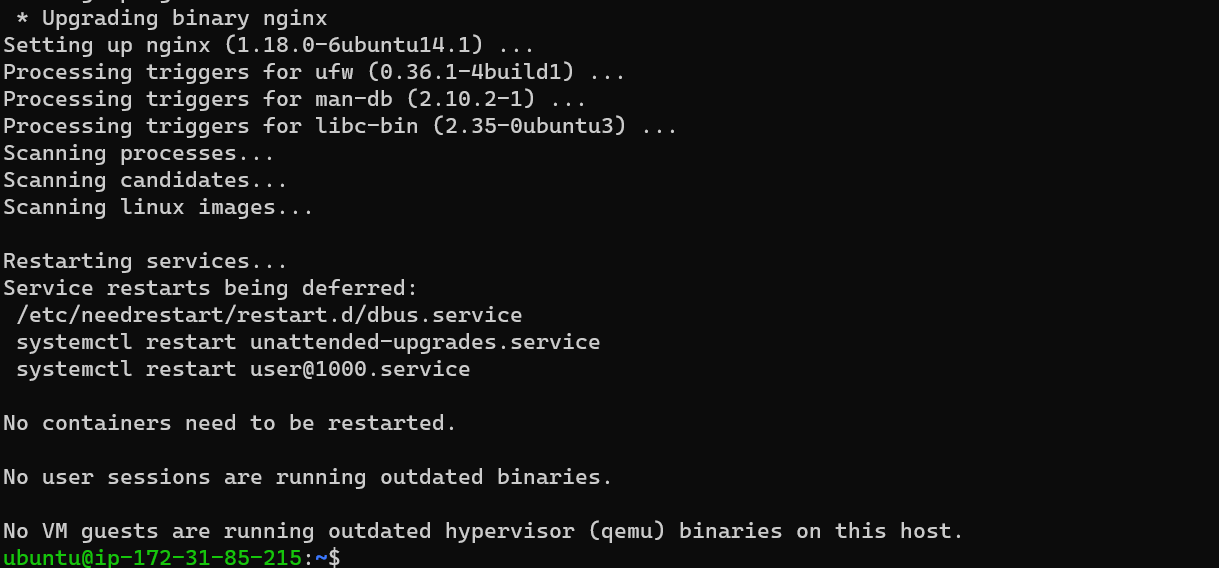 * Upgrading binary nginx
Setting up nginx (1.18.0-6ubuntu14.1) ...
Processing triggers for ufw (0.36.1-4build1) ...
Processing triggers for man-db (2.10.2-1) ...
Processing triggers for libc-bin (2.35-0ubuntu3) ...
Scanning processes...
Scanning candidates...
Scanning linux images...
Restarting services...
Service restarts being deferred:
/etc/needrestart/restart.d/dbus.service
systemctl restart unattended-upgrades.service
systemctl restart user@1000.service
No containers need to be restarted.
No user sessions are running outdated binaries.
No VM guests are running outdated hypervisor (qemu) binaries on this host.
ubuntu@ip-172-31-85-215:~$